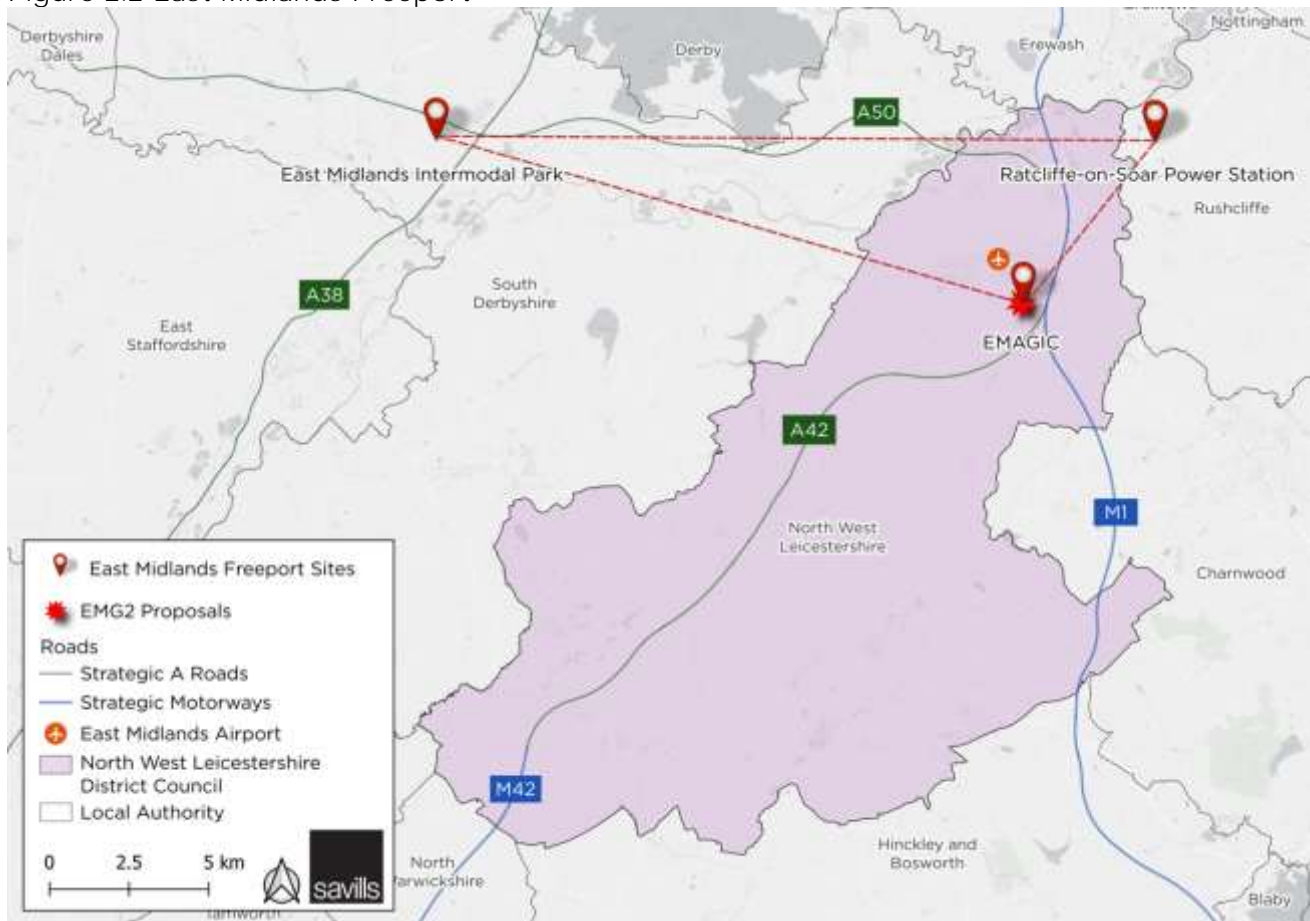 Derbyshire
Dales
Derby
Erewash
Nottingham
A50
East Midlands Intermodal Park
Ratcliffe-on-Soar Power Station
Rushcliffe
A38
South
Derbyshire
East
Staffordshire
EMAGIC
A42
M1
North West
Leicestershire
Charnwood
East Midlands Freeport Sites
EMG2 Proposals
Roads
Strategic A Roads
Strategic Motorways
East Midlands Airport
North West Leicestershire
District Council
Local Authority
0 2.5 5 km
savills
M42
North
Hinckley and
Bosworth
Blaby